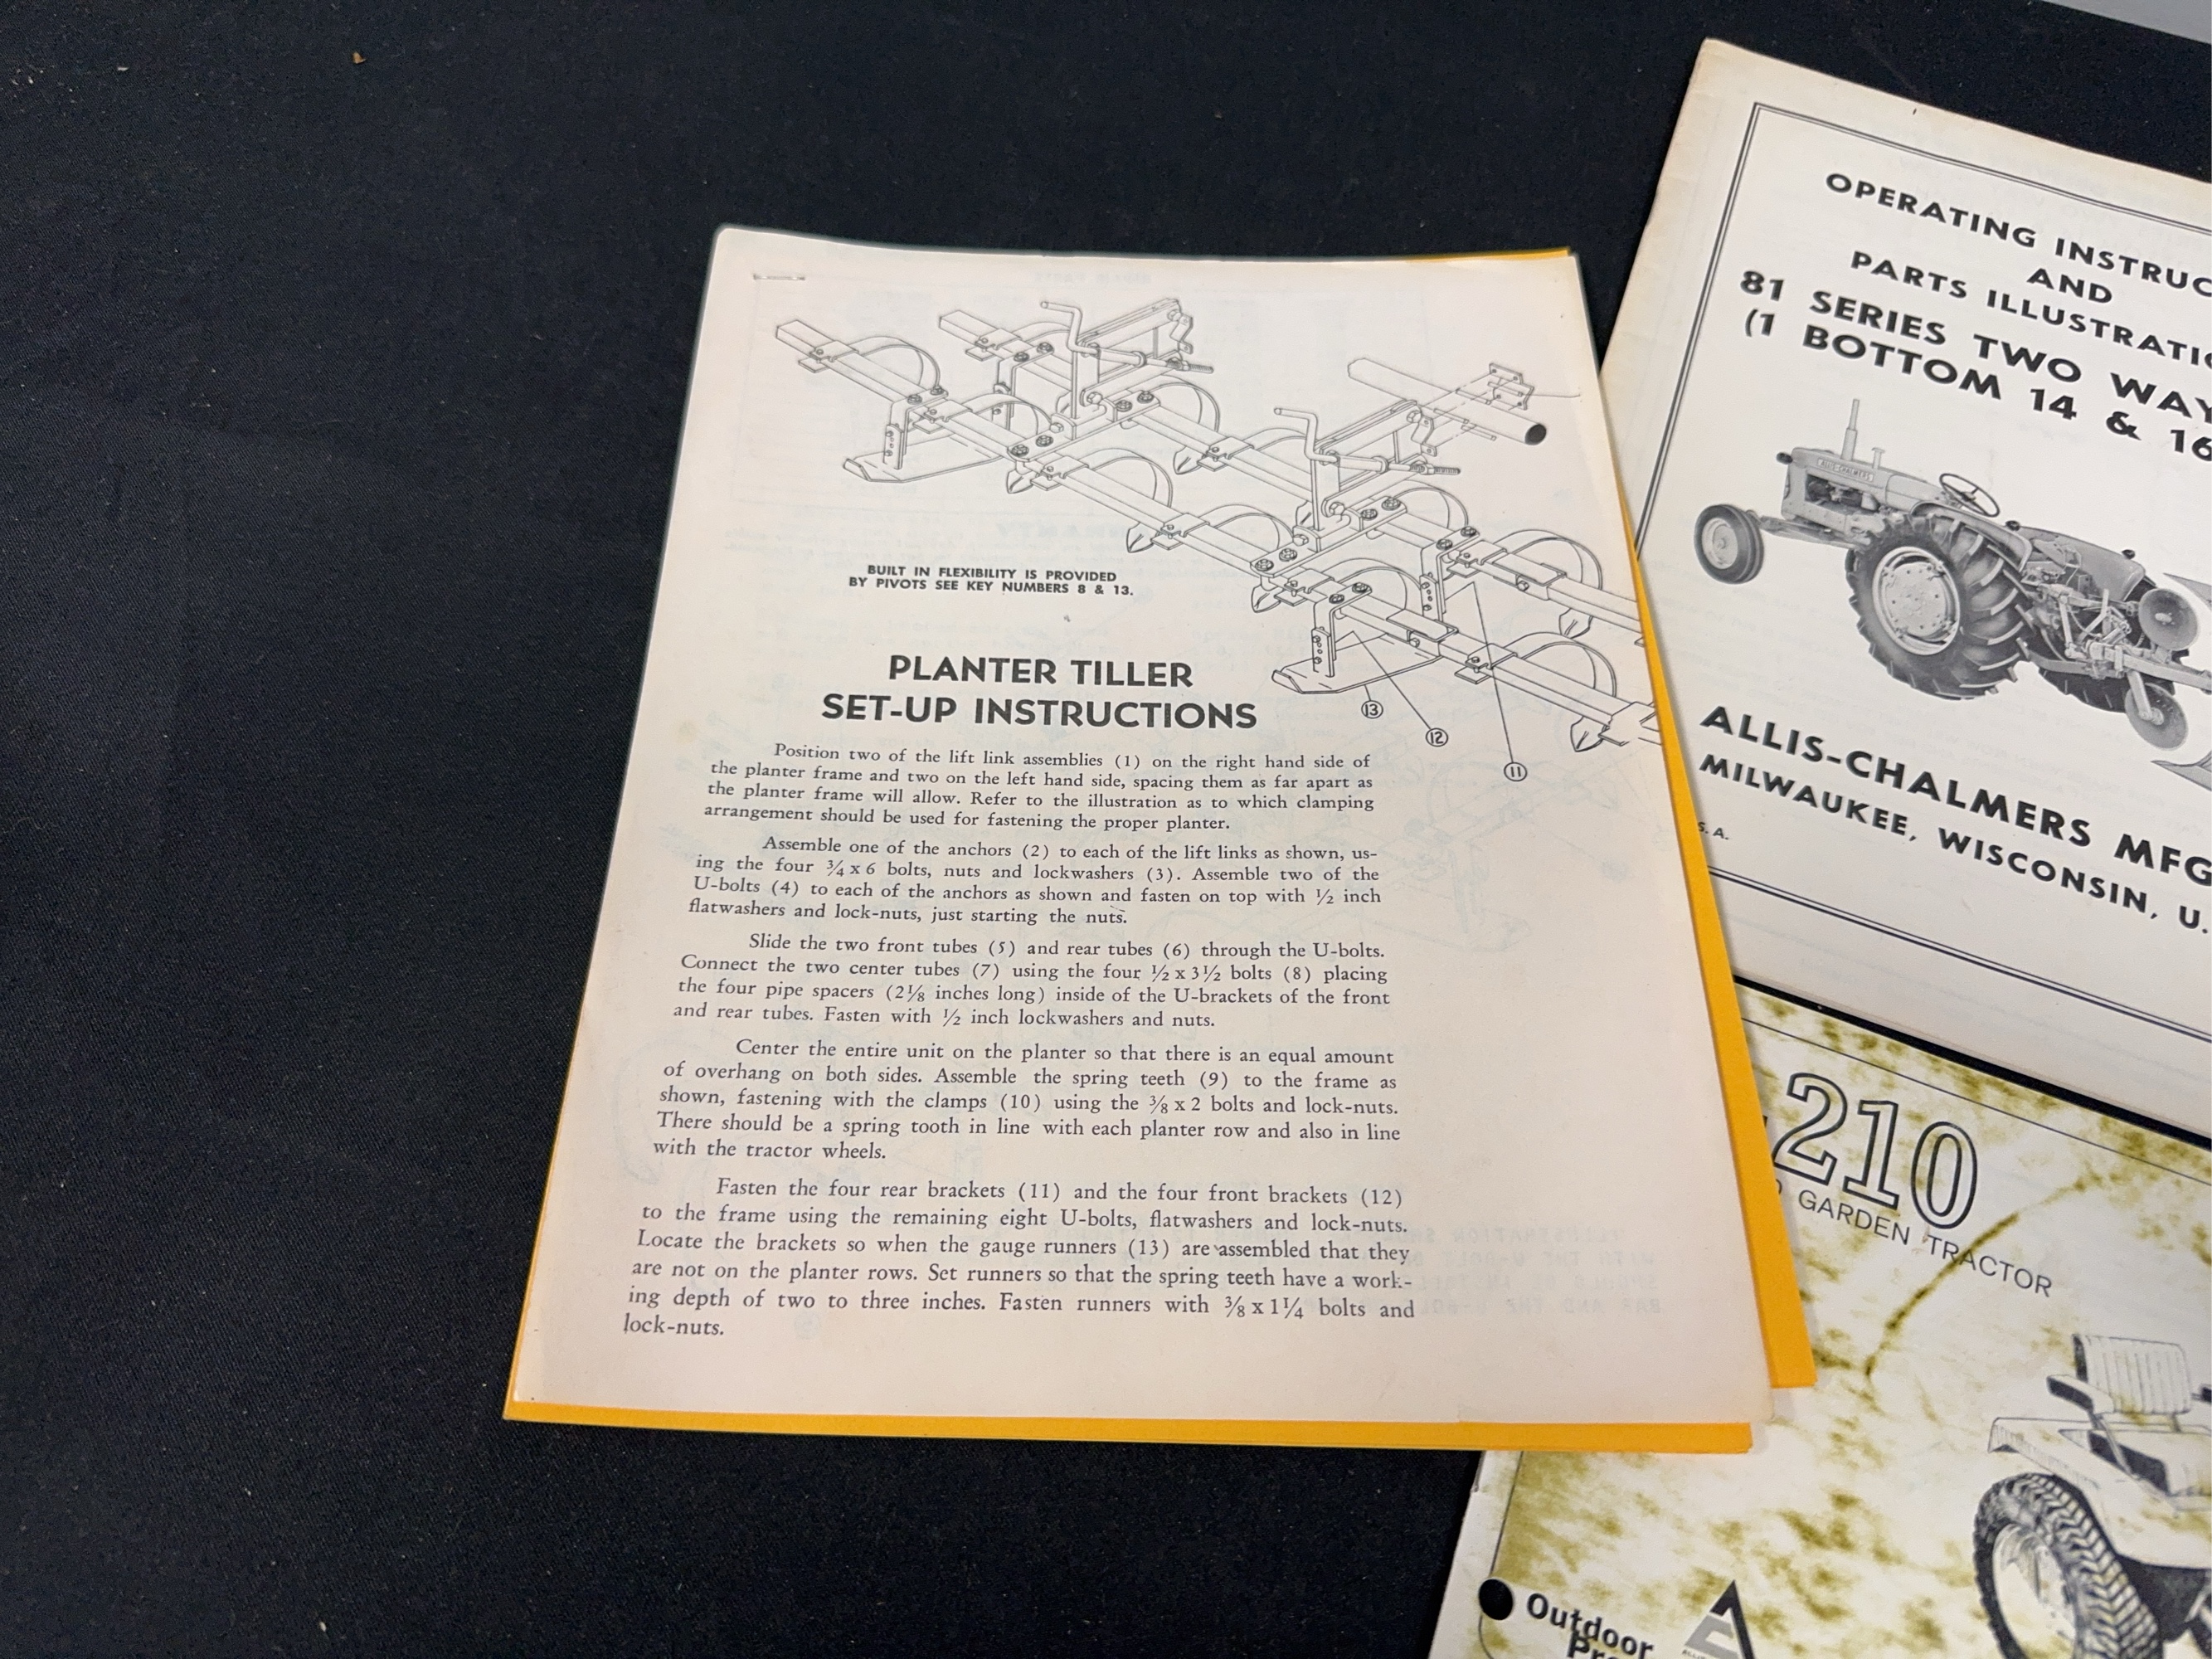 BUILT IN FLEXIBILITY IS PROVIDED
BY PIVOTS SEE KEY NUMBERS 8 & 13.
13
12
11
PLANTER TILLER
SET-UP INSTRUCTIONS
Position two of the lift link assemblies (1) on the right hand side of
the planter frame and two on the left hand side, spacing them as far apart as
the planter frame will allow. Refer to the illustration as to which clamping
arrangement should be used for fastening the proper planter.
Assemble one of the anchors (2) to each of the lift links as shown, us-
ing the four ¾ x 6 bolts, nuts and lockwashers (3). Assemble two of the
U-bolts (4) to each of the anchors as shown and fasten on top with ½ inch
flatwashers and lock-nuts, just starting the nuts.
Slide the two front tubes (5) and rear tubes (6) through the U-bolts.
Connect the two center tubes (7) using the four ½ x 3½ bolts (8) placing
the four pipe spacers (2⅛ inches long) inside of the U-brackets of the front
and rear tubes. Fasten with ½ inch lockwashers and nuts.
Center the entire unit on the planter so that there is an equal amount
of overhang on both sides. Assemble the spring teeth (9) to the frame as
shown, fastening with the clamps (10) using the ⅜ x 2 bolts and lock-nuts.
There should be a spring tooth in line with each planter row and also in line
with the tractor wheels.
Fasten the four rear brackets (11) and the four front brackets (12)
to the frame using the remaining eight U-bolts, flatwashers and lock-nuts.
Locate the brackets so when the gauge runners (13) are assembled that they
are not on the planter rows. Set runners so that the spring teeth have a work-
ing depth of two to three inches. Fasten runners with ⅜ x 1¼ bolts and
lock-nuts.
OPERATING INSTRUC
AND
PARTS ILLUSTRATI
81 SERIES TWO WAY
(1 BOTTOM 14 & 16
ALLIS-CHALMERS
ALLIS-CHALMERS MFG
MILWAUKEE, WISCONSIN, U.
S.A.
210
GARDEN TRACTOR
Outdoor
Pr